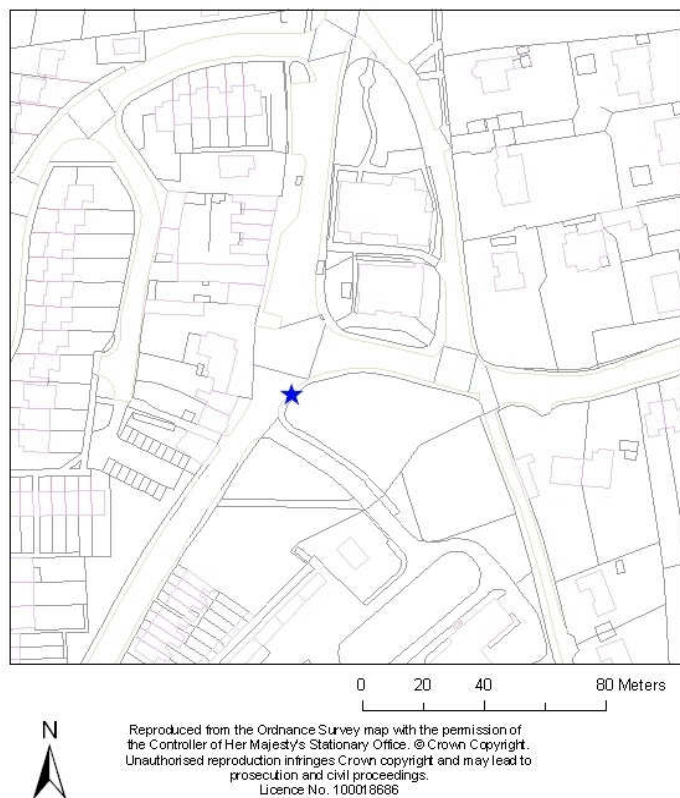 0 20 40 80 Meters
N
Reproduced from the Ordnance Survey map with the permission of
the Controller of Her Majesty's Stationary Office. © Crown Copyright.
Unauthorised reproduction infringes Crown copyright and may lead to
prosecution and civil proceedings.
Licence No. 100018686